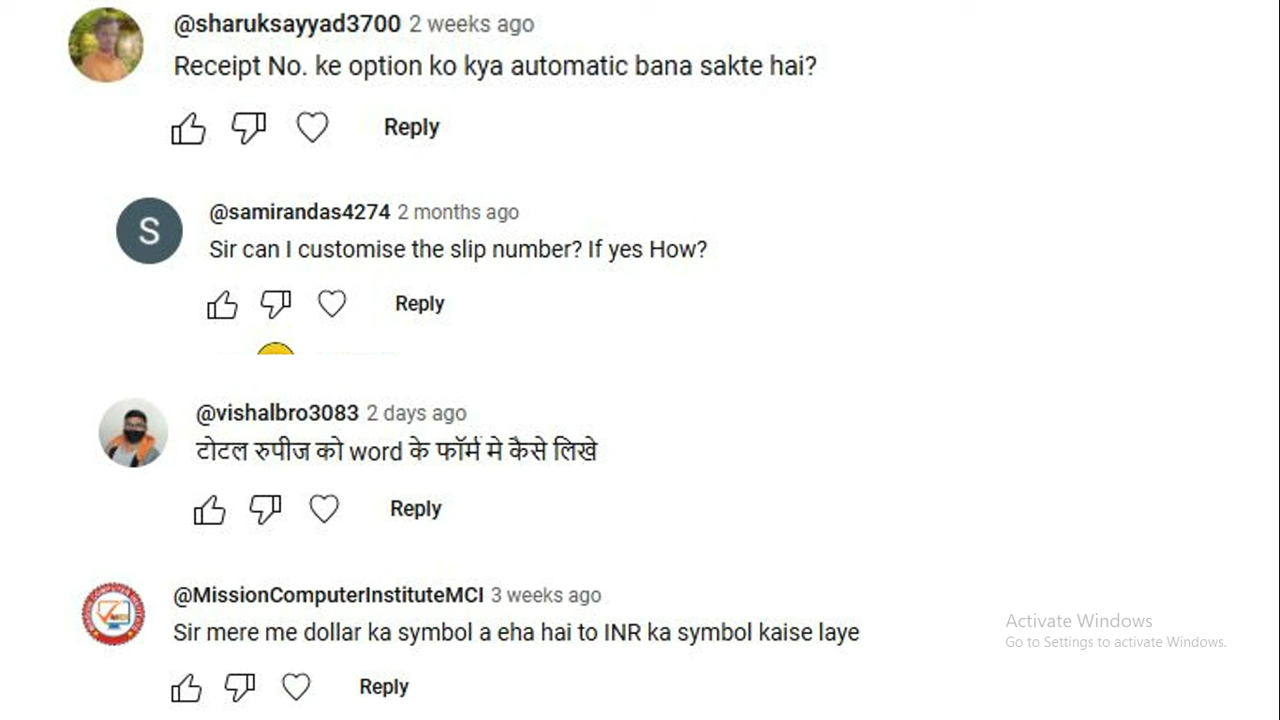 @sharuksayyad3700 2 weeks ago
Receipt No. ke option ko kya automatic bana sakte hai?
Reply
S
@samirandas4274 2 months ago
Sir can I customise the slip number? If yes How?
Reply
@vishalbro3083 2 days ago
टोटल रुपीज को word के फॉर्म मे कैसे लिखे
Reply
@MissionComputerInstituteMCI 3 weeks ago
Sir mere me dollar ka symbol a eha hai to INR ka symbol kaise laye
Reply
Activate Windows
Go to Settings to activate Windows.